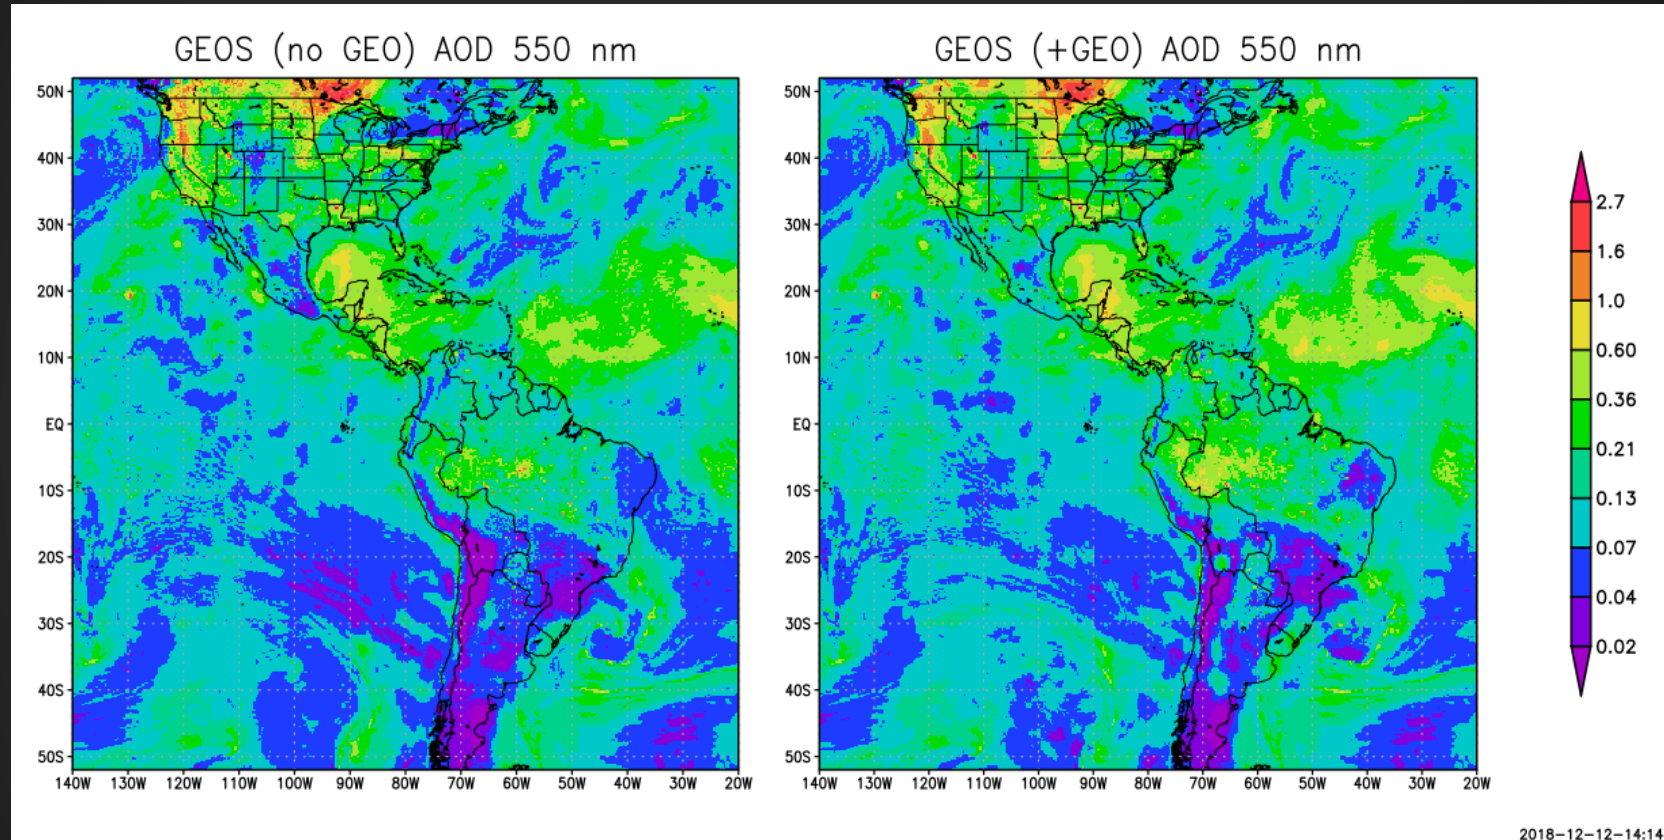 GEOS (no GEO) AOD 550 nm
GEOS (+GEO) AOD 550 nm
50N
40N
30N
20N
10N
EQ
10S
20S
30S
40S
50S
140W 130W 120W 110W 100W 90W 80W 70W 60W 50W 40W 30W 20W
50N
40N
30N
20N
10N
EQ
10S
20S
30S
40S
50S
140W 130W 120W 110W 100W 90W 80W 70W 60W 50W 40W 30W 20W
2.7
1.6
1.0
0.60
0.36
0.21
0.13
0.07
0.04
0.02
2018-12-12-14:14